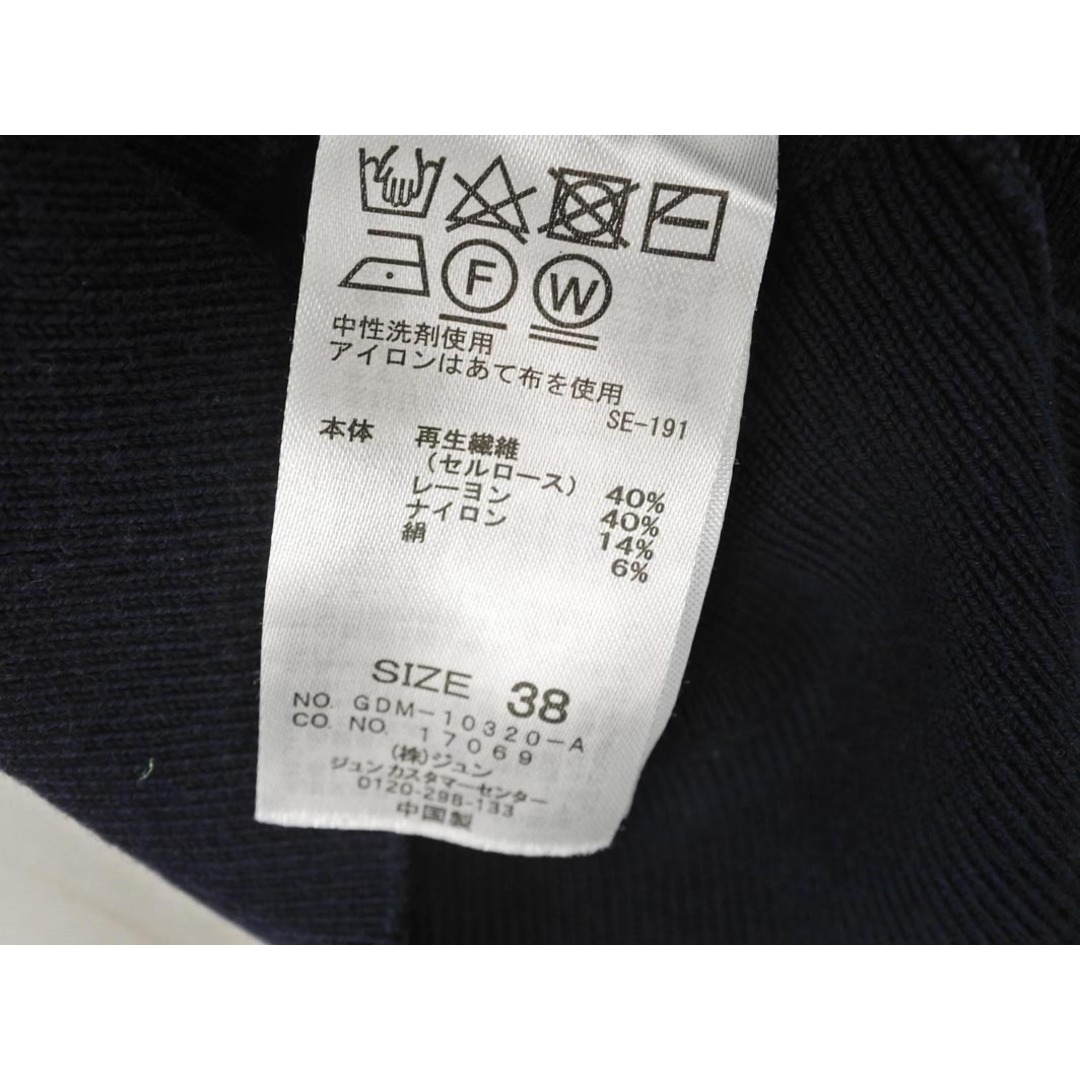 F W
中性洗剤使用
アイロンはあて布を使用
SE-191
本体 再生繊維
(セルロース) 40%
レーヨン 40%
ナイロン 14%
絹 6%
SIZE 38
NO. GDM-10320-A
CO. NO. 17069
(株)ジュン
ジュンカスタマーセンター
0120-298-133
中国製